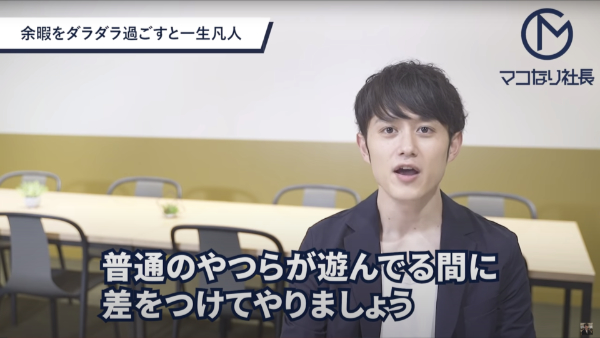 余暇をダラダラ過ごすと一生凡人
マコなり社長
普通のやつらが遊んでる間に
差をつけてやりましょう